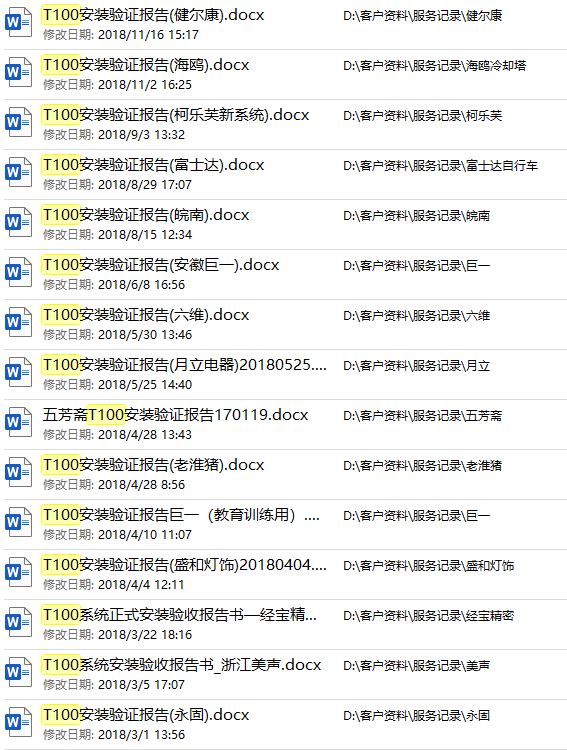 T100安装验证报告(健尔康).docx D:\客户资料\服务记录\健尔康
修改日期: 2018/11/16 15:17
T100安装验证报告(海鸥).docx D:\客户资料\服务记录\海鸥冷却塔
修改日期: 2018/11/2 16:25
T100安装验证报告(柯乐芙新系统).docx D:\客户资料\服务记录\柯乐芙
修改日期: 2018/9/3 13:32
T100安装验证报告(富士达).docx D:\客户资料\服务记录\富士达自行车
修改日期: 2018/8/29 17:07
T100安装验证报告(皖南).docx D:\客户资料\服务记录\皖南
修改日期: 2018/8/15 12:34
T100安装验证报告(安徽巨一).docx D:\客户资料\服务记录\巨一
修改日期: 2018/6/8 16:56
T100安装验证报告(六维).docx D:\客户资料\服务记录\六维
修改日期: 2018/5/30 13:46
T100安装验证报告(月立电器)20180525.... D:\客户资料\服务记录\月立
修改日期: 2018/5/25 14:40
五芳斋T100安装验证报告170119.docx D:\客户资料\服务记录\五芳斋
修改日期: 2018/4/28 13:43
T100安装验证报告(老淮猪).docx D:\客户资料\服务记录\老淮猪
修改日期: 2018/4/28 8:56
T100安装验证报告巨一（教育训练用）.... D:\客户资料\服务记录\巨一
修改日期: 2018/4/10 11:07
T100安装验证报告(盛和灯饰)20180404.... D:\客户资料\服务记录\盛和灯饰
修改日期: 2018/4/4 12:11
T100系统正式安装验收报告书—经宝精... D:\客户资料\服务记录\经宝精密
修改日期: 2018/3/22 18:16
T100系统安装验收报告书_浙江美声.docx D:\客户资料\服务记录\美声
修改日期: 2018/3/5 17:07
T100安装验证报告(永固).docx D:\客户资料\服务记录\永固
修改日期: 2018/3/1 13:56